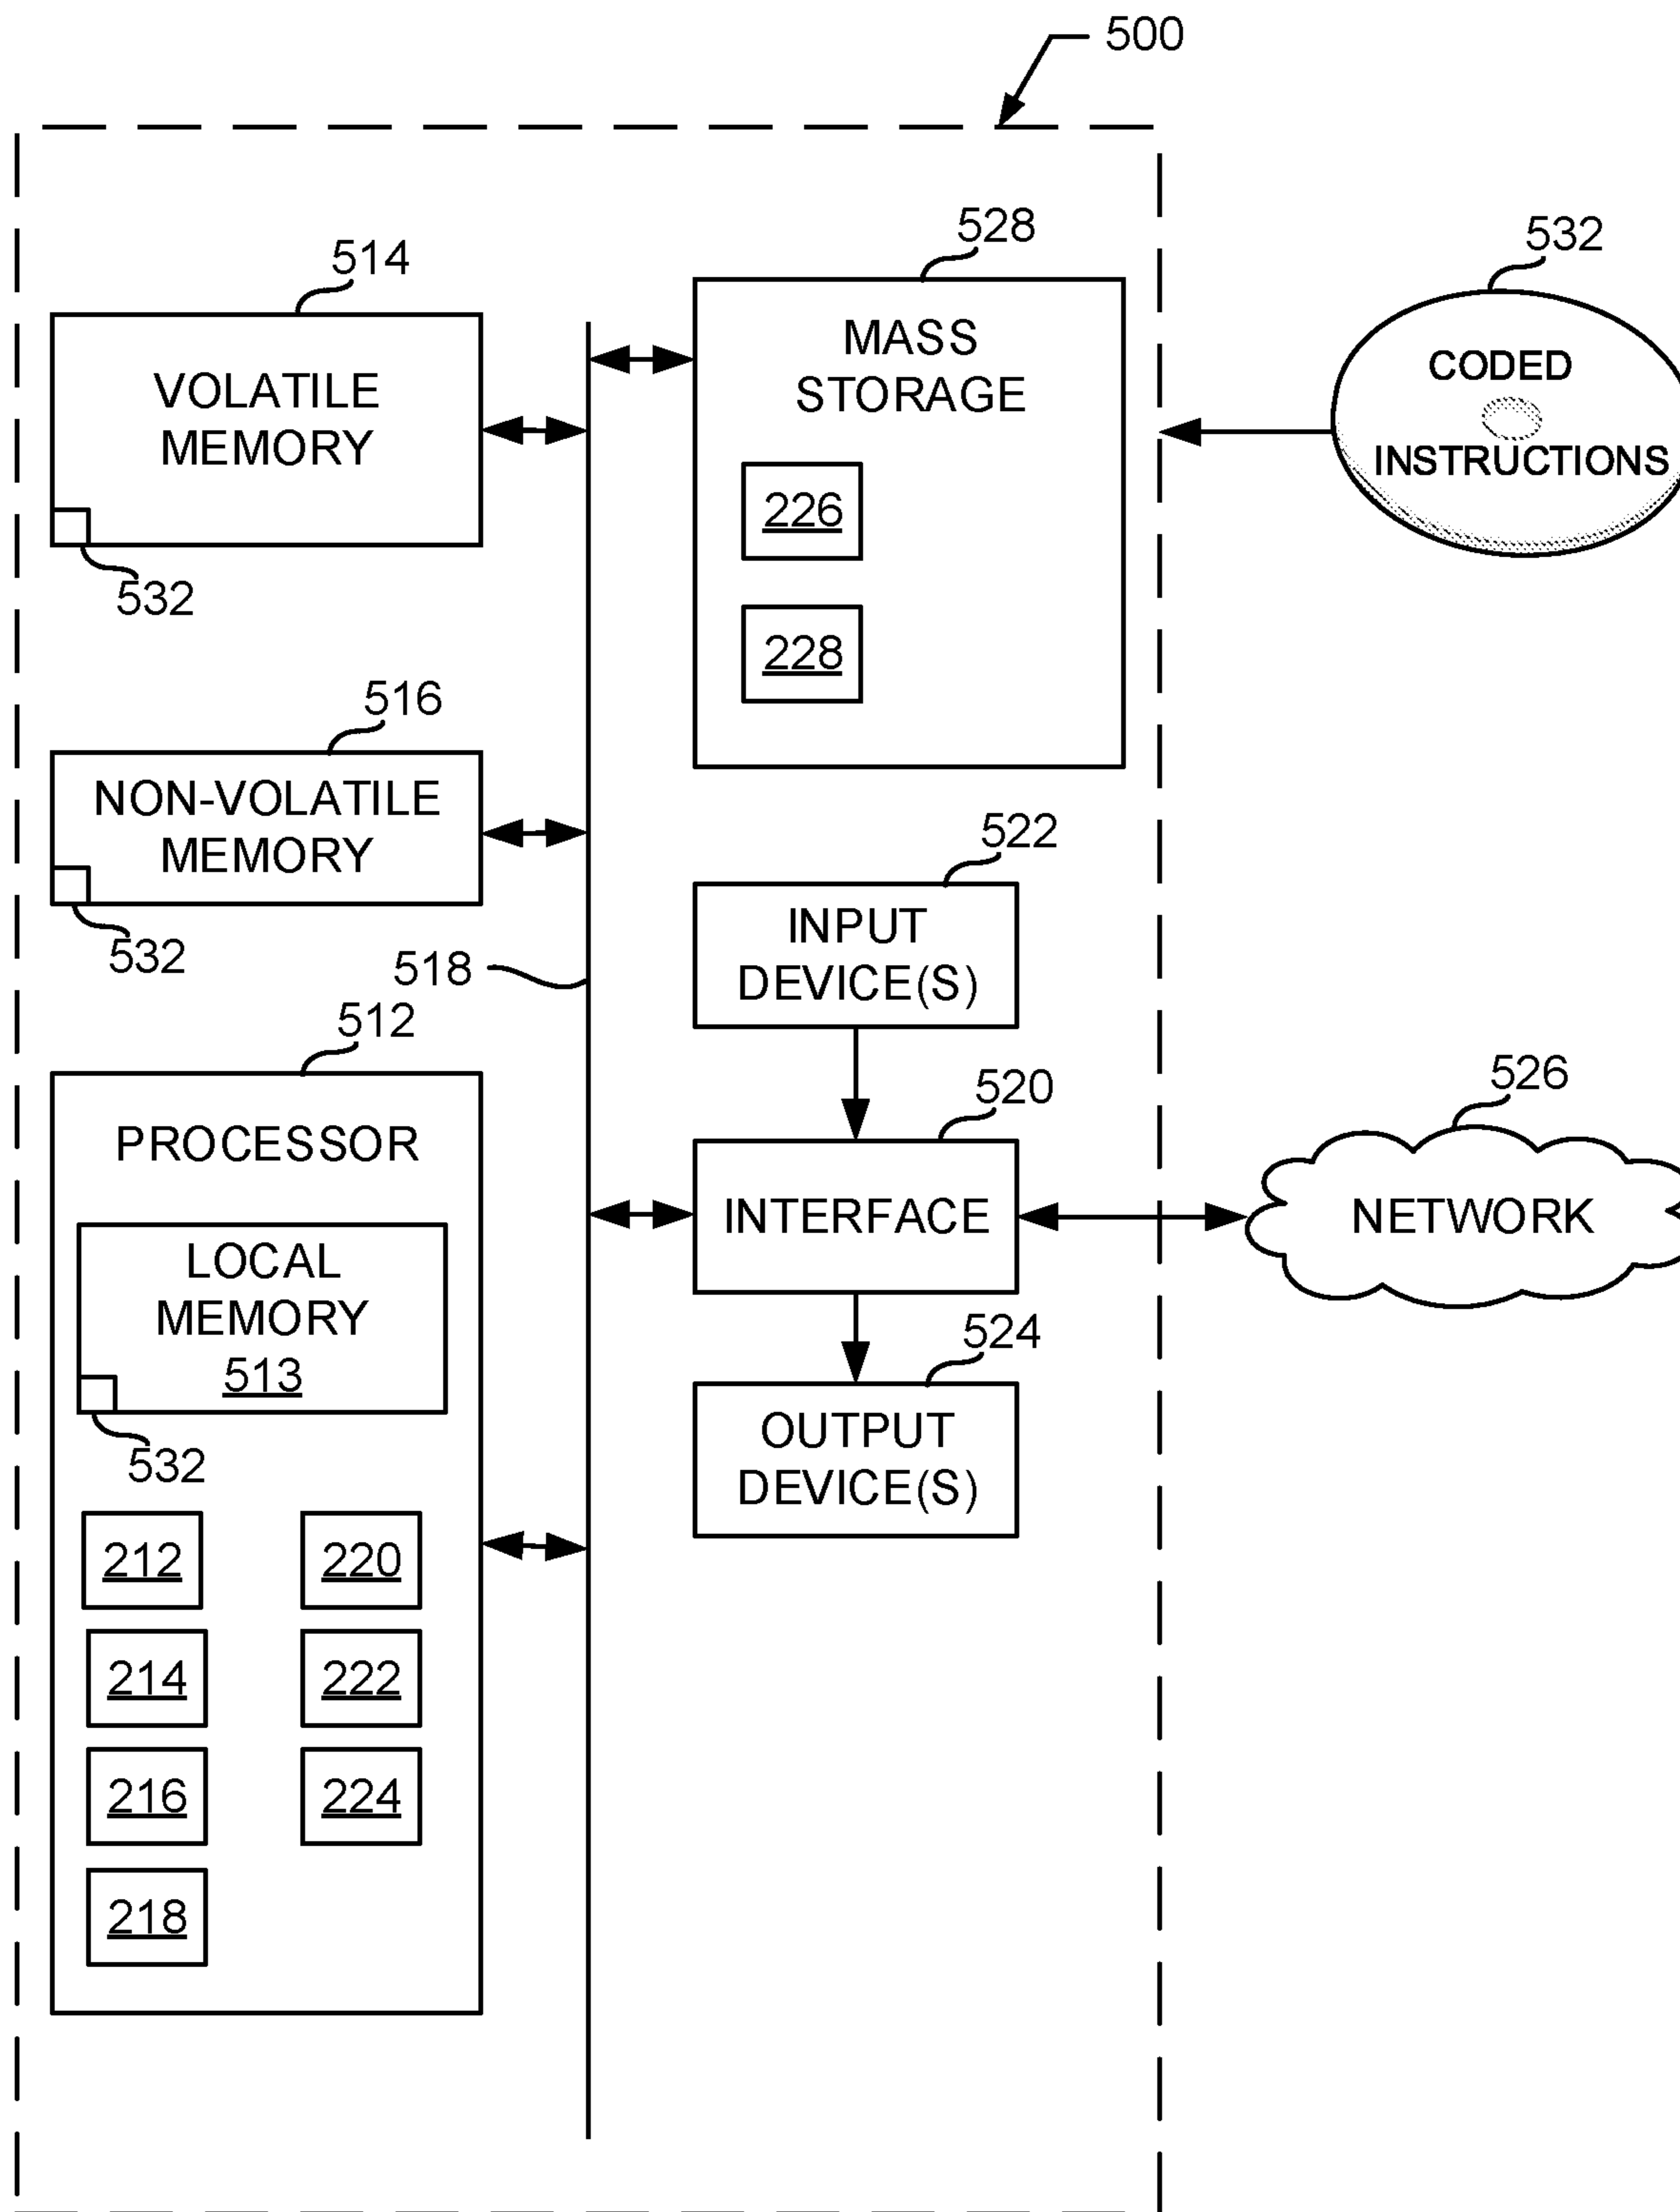 500
528
532
514
MASS
STORAGE
CODED
INSTRUCTIONS
VOLATILE
MEMORY
226
532
228
516
NON-VOLATILE
MEMORY
522
INPUT
DEVICE(S)
532
518
512
520
526
PROCESSOR
INTERFACE
NETWORK
LOCAL
MEMORY
513
524
OUTPUT
DEVICE(S)
532
212
220
214
222
216
224
218